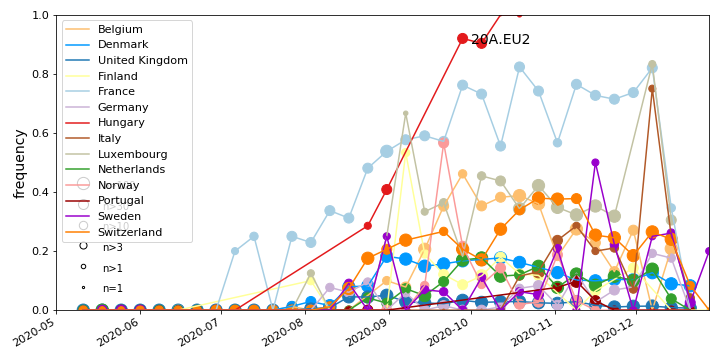 1.0
0.8
0.6
0.4
0.2
0.0
frequency
Belgium
Denmark
United Kingdom
Finland
France
Germany
Hungary
Italy
Luxembourg
Netherlands
Norway
Portugal
Sweden
Switzerland
n>3
n>1
n=1
20A.EU2
2020-05
2020-06
2020-07
2020-08
2020-09
2020-10
2020-11
2020-12